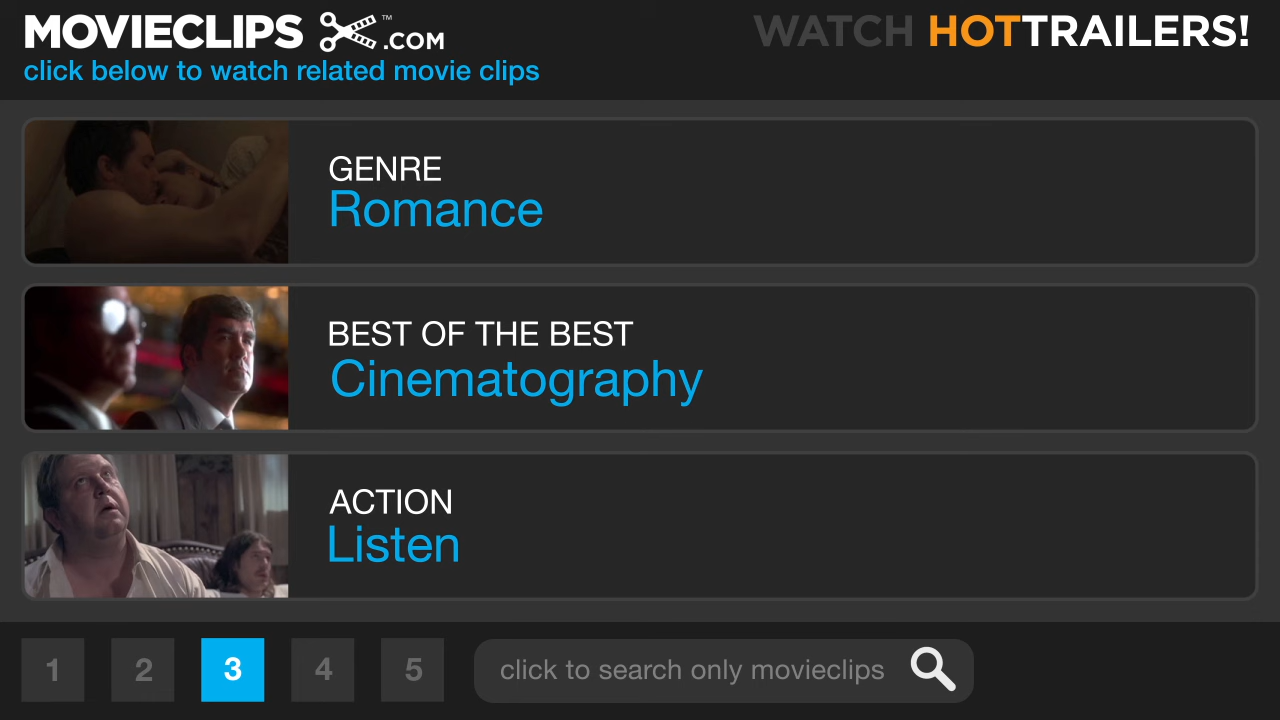 MOVIECLIPS™.COM
WATCH HOTTRAILERS!
click below to watch related movie clips
GENRE
Romance
BEST OF THE BEST
Cinematography
ACTION
Listen
1 2 3 4 5
click to search only movieclips